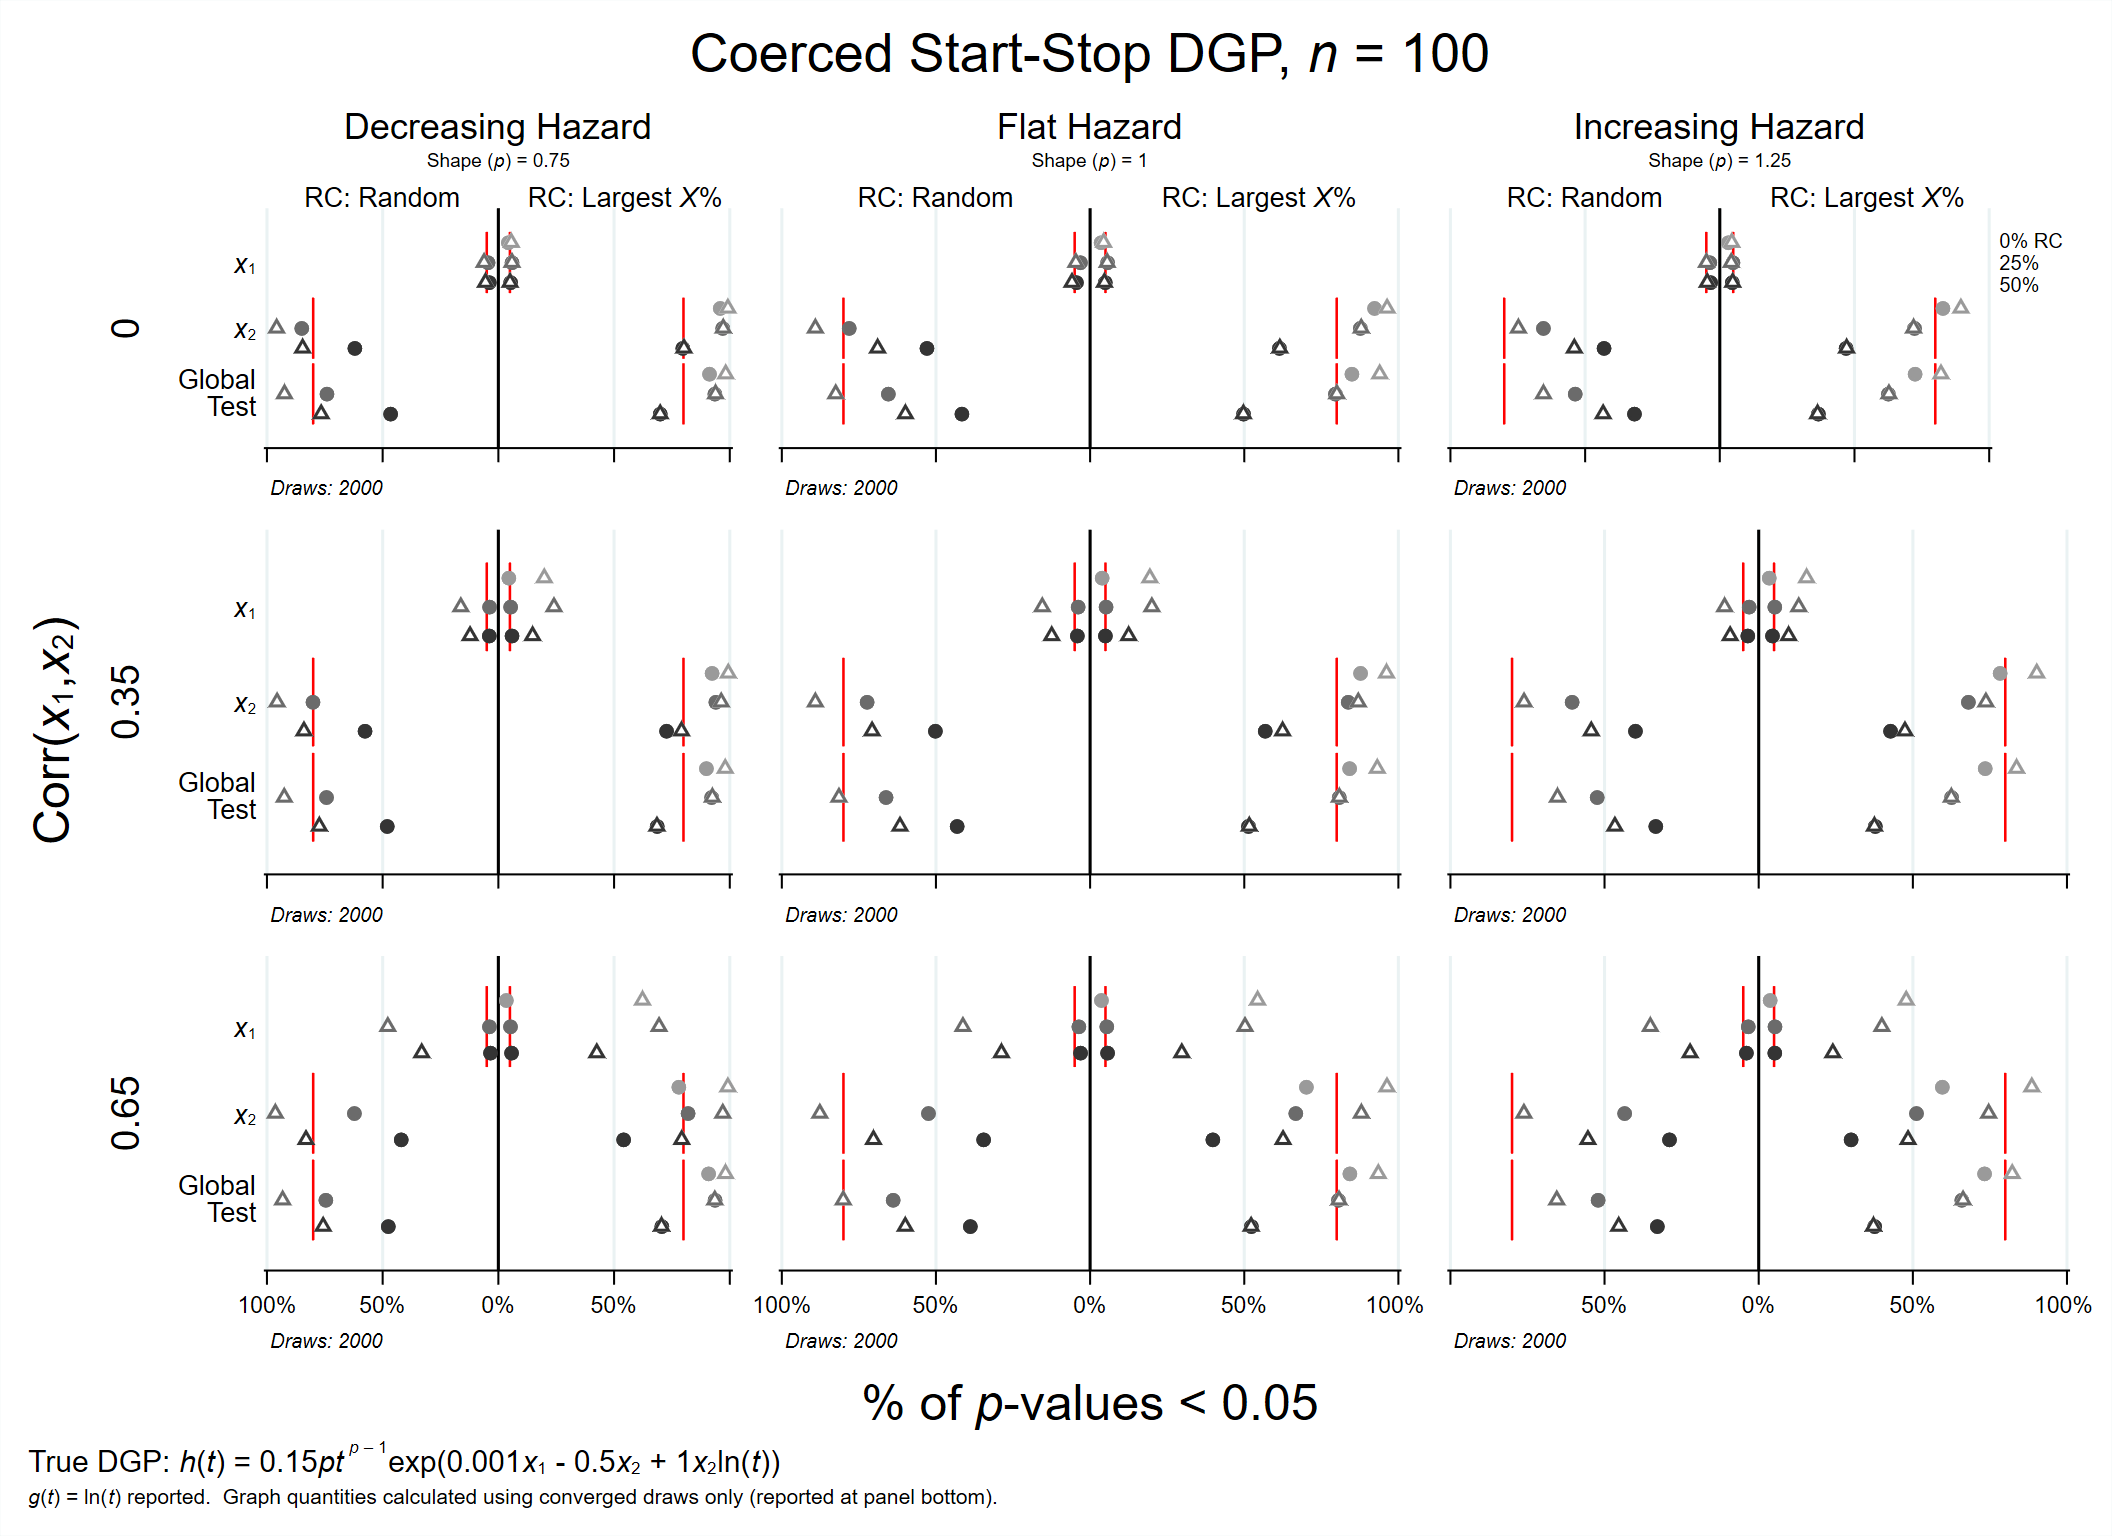 Coerced Start-Stop DGP, n = 100
Decreasing Hazard
Flat Hazard
Increasing Hazard
Shape (p) = 0.75
Shape (p) = 1
Shape (p) = 1.25
RC: Random
RC: Largest X%
RC: Random
RC: Largest X%
RC: Random
RC: Largest X%
0% RC
25%
50%
Corr(x₁,x₂)
0
x₁
x₂
Global
Test
Draws: 2000
Draws: 2000
Draws: 2000
0.35
x₁
x₂
Global
Test
Draws: 2000
Draws: 2000
Draws: 2000
0.65
x₁
x₂
Global
Test
100% 50% 0% 50%
100% 50% 0% 50% 100%
50% 0% 50% 100%
Draws: 2000
Draws: 2000
Draws: 2000
% of p-values < 0.05
True DGP: h(t) = 0.15pt^{p – 1} exp(0.001x₁ - 0.5x₂ + 1x₂ln(t))
g(t) = ln(t) reported.  Graph quantities calculated using converged draws only (reported at panel bottom).